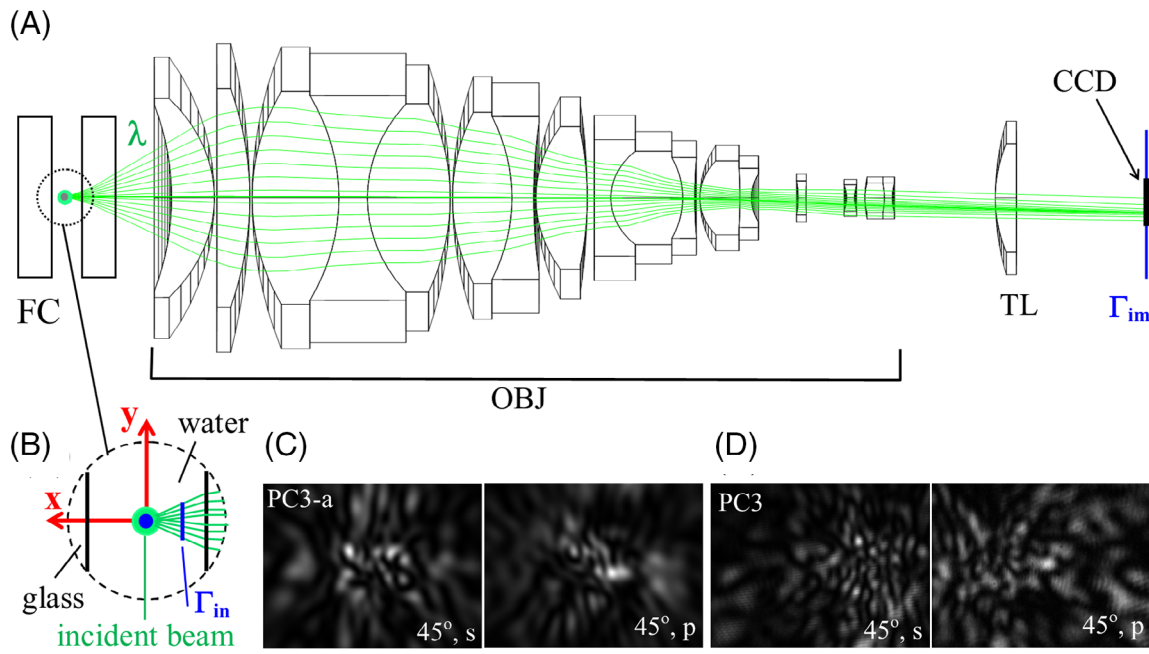 (A)
CCD
λ
FC
TL
Γim
OBJ
(B)
y
water
(C)
(D)
x
PC3-a
PC3
glass
Γin
incident beam
45°, s
45°, p
45°, s
45°, p